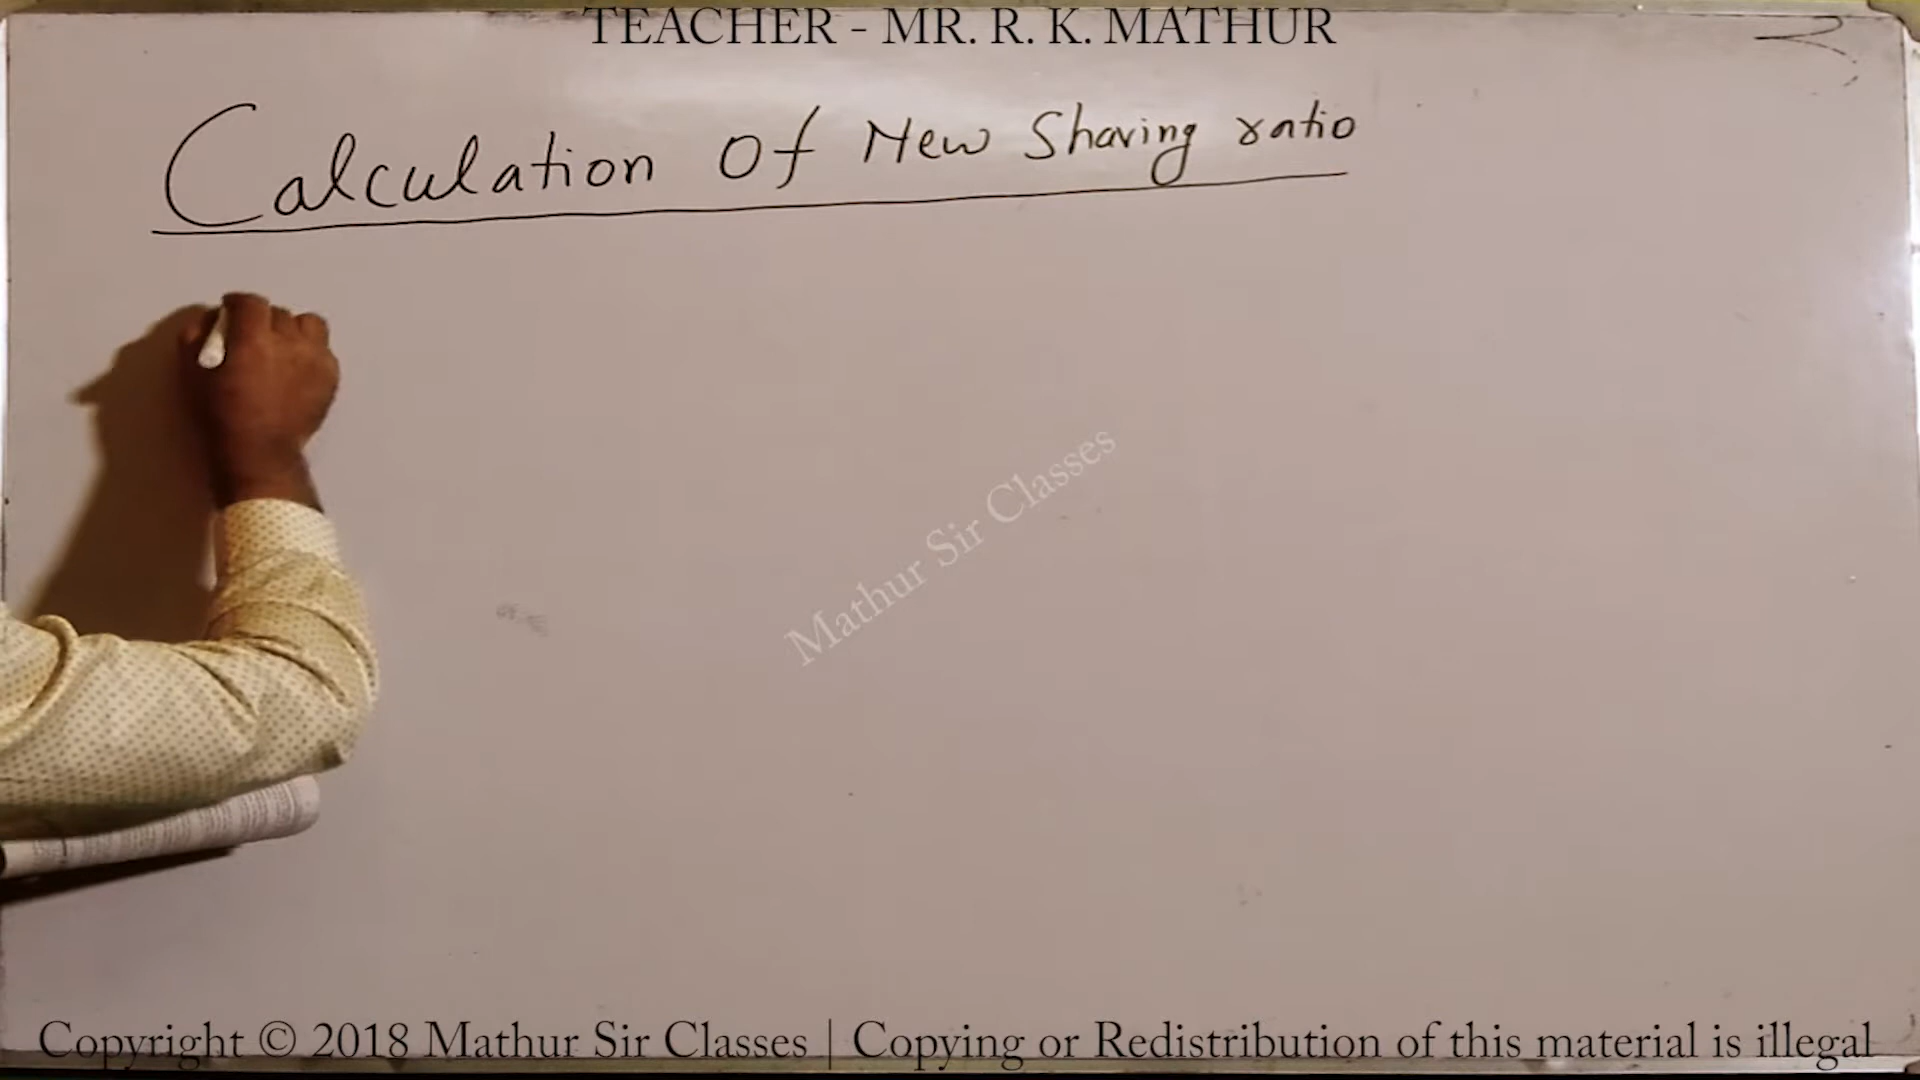 TEACHER - MR. R. K. MATHUR
Calculation Of New Sharing ratio
Mathur Sir Classes
Copyright © 2018 Mathur Sir Classes | Copying or Redistribution of this material is illegal